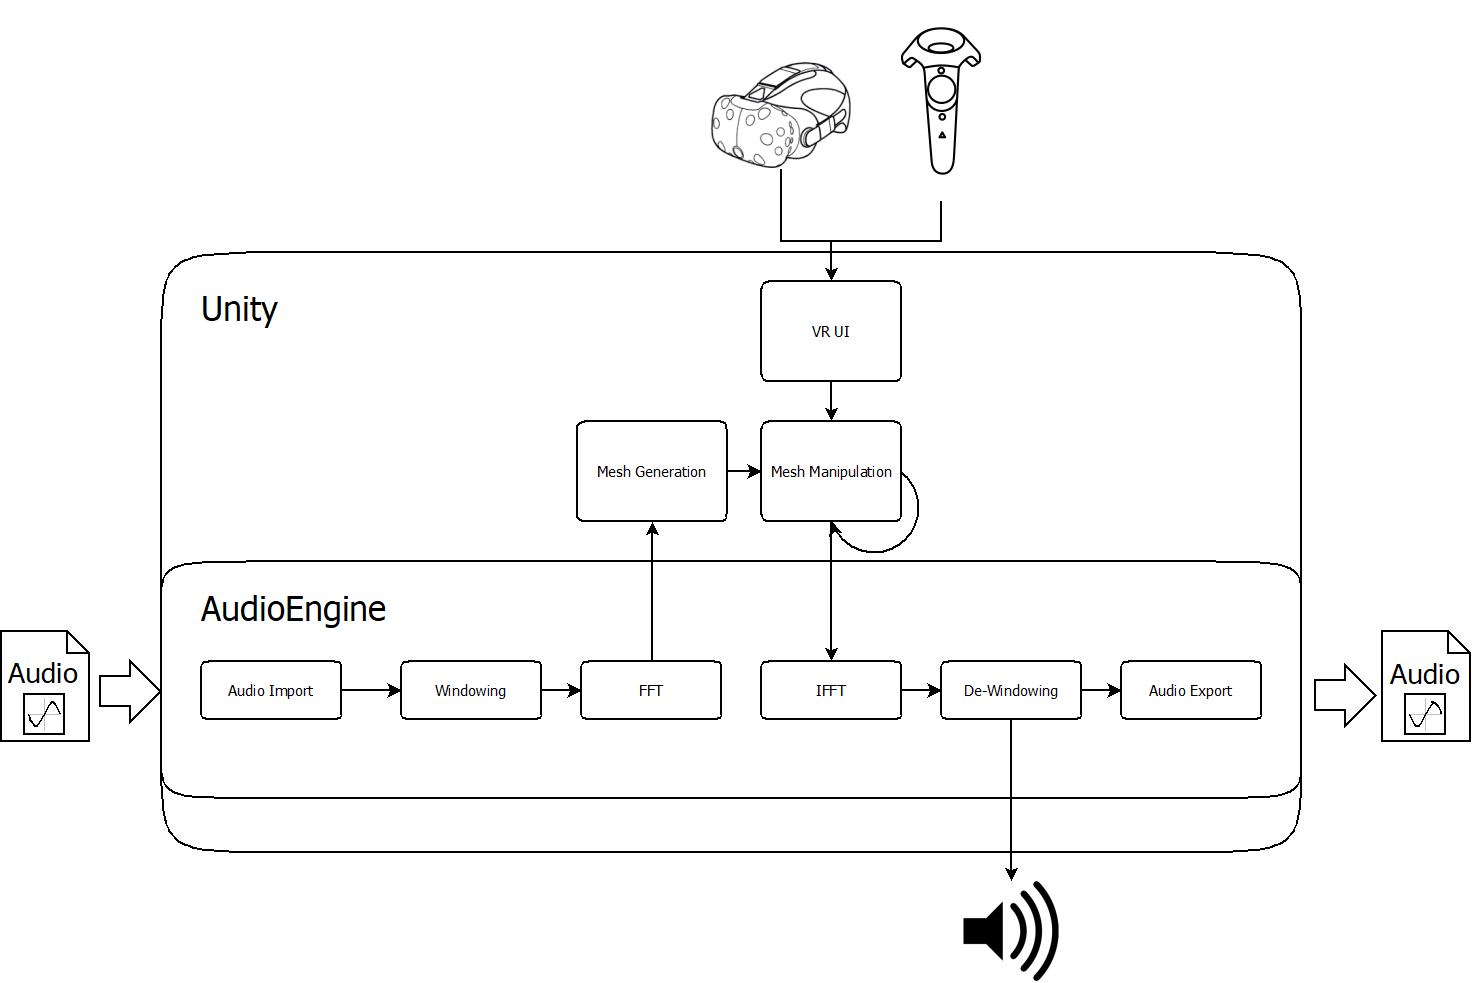 Unity
VR UI
Mesh Generation
Mesh Manipulation
AudioEngine
Audio
Audio Import
Windowing
FFT
IFFT
De-Windowing
Audio Export
Audio